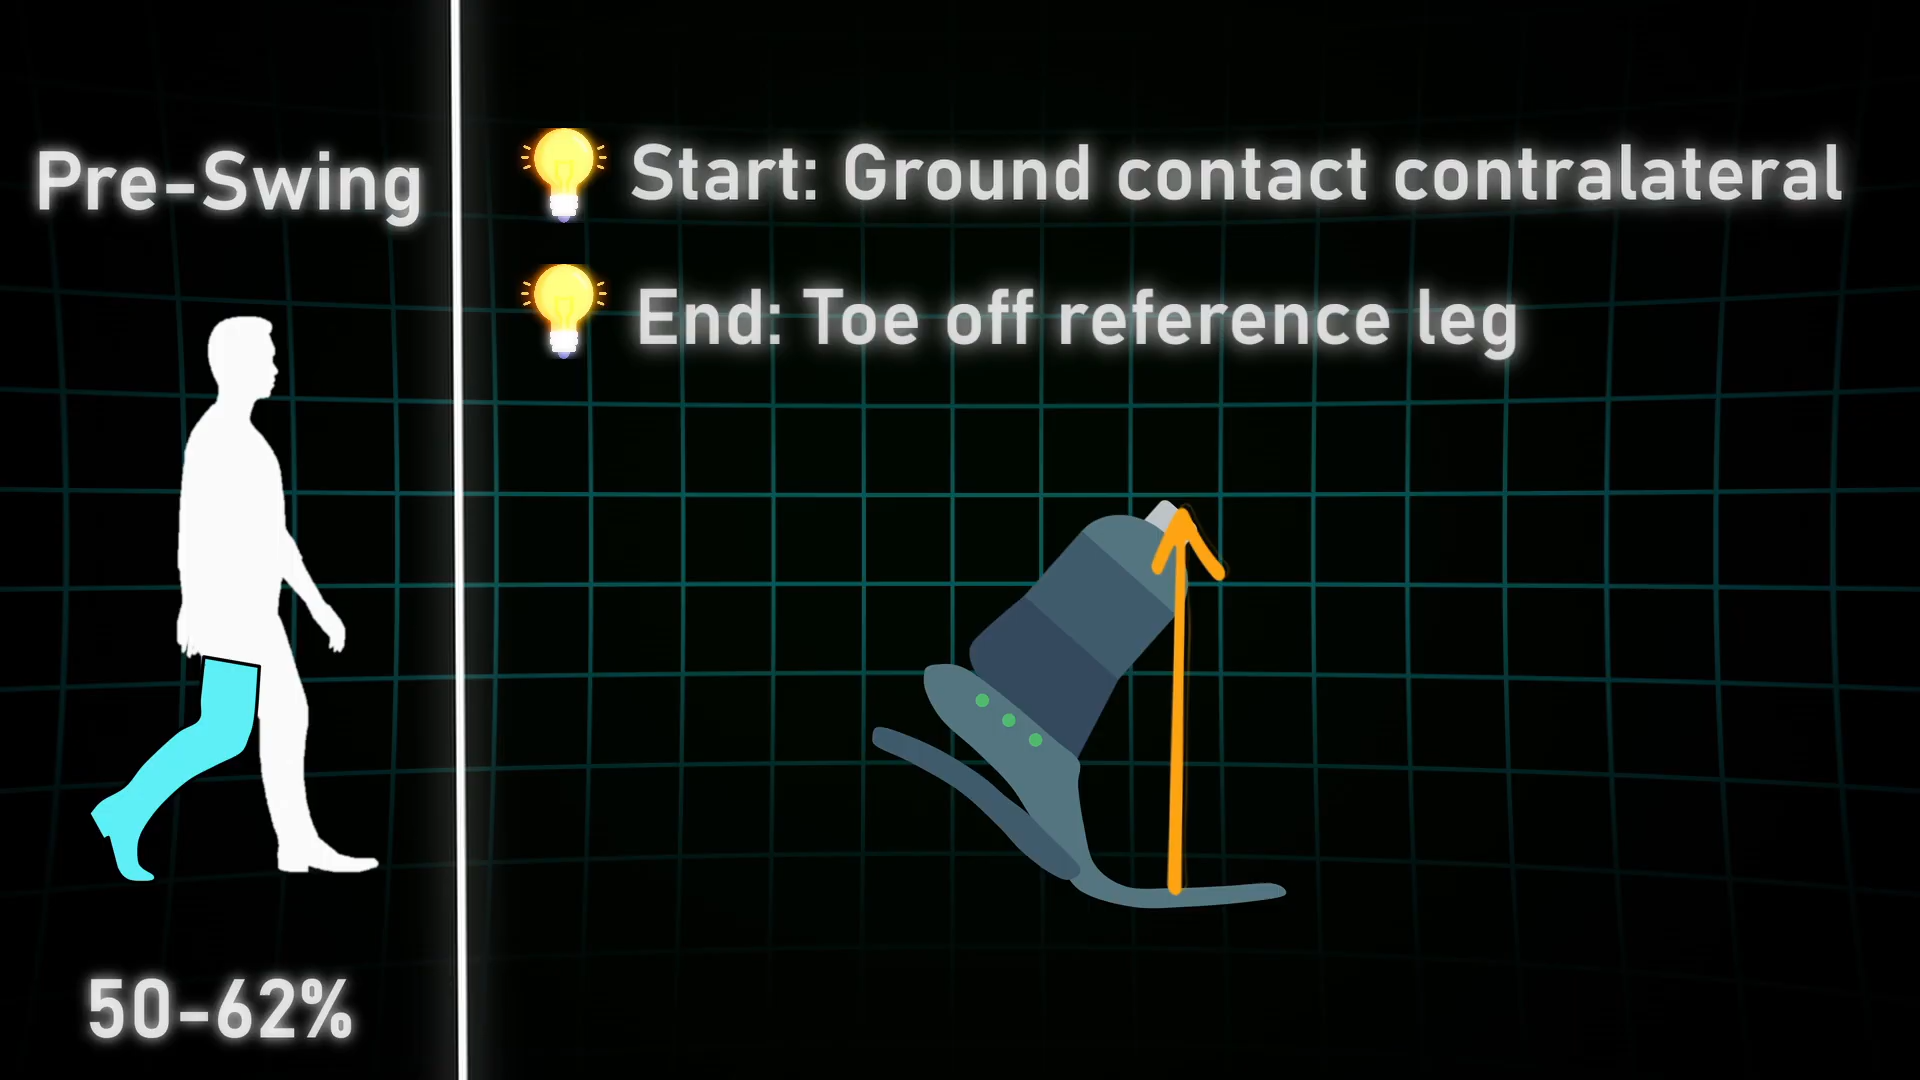 Pre-Swing
Start: Ground contact contralateral
End: Toe off reference leg
50-62%